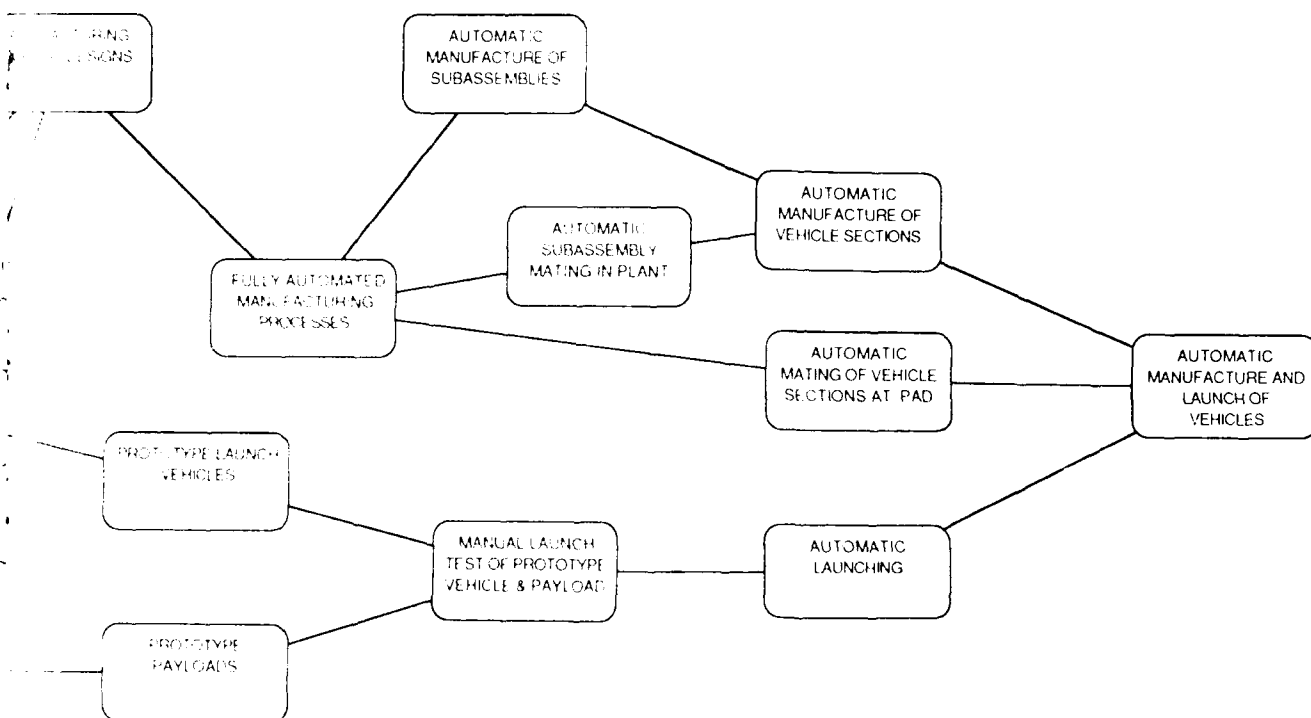 AUTOMATIC
MANUFACTURE OF
SUBASSEMBLIES
AUTOMATIC
MANUFACTURE OF
VEHICLE SECTIONS
AUTOMATIC
SUBASSEMBLY
MATING IN PLANT
FULLY AUTOMATED
MANUFACTURING
PROCESSES
AUTOMATIC
MATING OF VEHICLE
SECTIONS AT PAD
AUTOMATIC
MANUFACTURE AND
LAUNCH OF
VEHICLES
PROTOTYPE LAUNCH
VEHICLES
MANUAL LAUNCH
TEST OF PROTOTYPE
VEHICLE & PAYLOAD
AUTOMATIC
LAUNCHING
PROTOTYPE
PAYLOADS